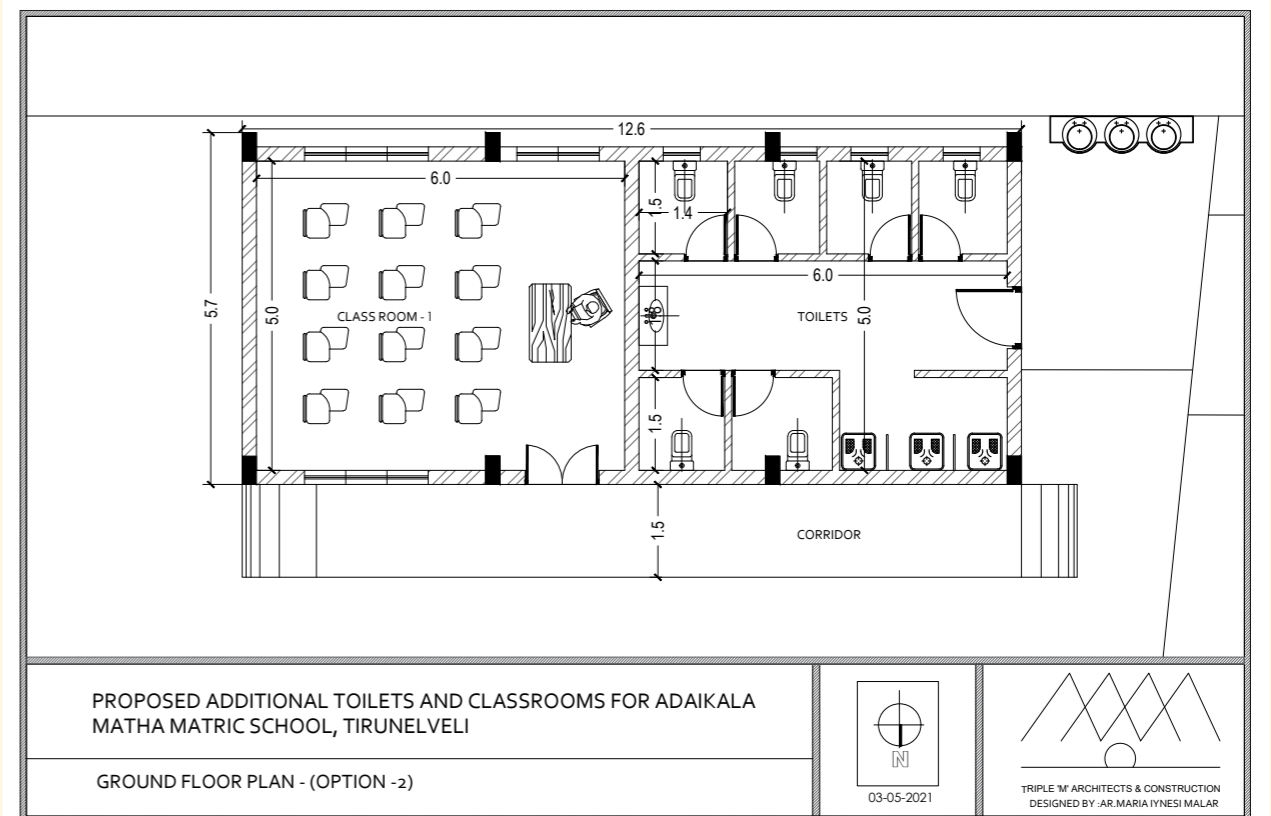 12.6
6.0
1.5
1.4
6.0
5.7
5.0
CLASS ROOM - 1
1.8
TOILETS
5.0
1.5
1.5
CORRIDOR
PROPOSED ADDITIONAL TOILETS AND CLASSROOMS FOR ADAIKALA
MATHA MATRIC SCHOOL, TIRUNELVELI
GROUND FLOOR PLAN - (OPTION -2)
N
03-05-2021
TRIPLE 'M' ARCHITECTS & CONSTRUCTION
DESIGNED BY :AR.MARIA IYNESI MALAR